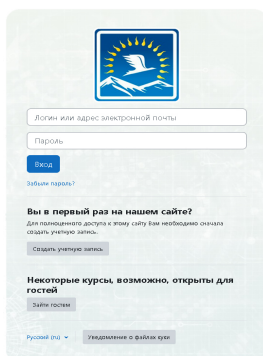 Логин или адрес электронной почты
Пароль
Вход
Забыли пароль?
Вы в первый раз на нашем сайте?
Для полноценного доступа к этому сайту Вам необходимо сначала
создать учетную запись.
Создать учетную запись
Некоторые курсы, возможно, открыты для
гостей
Зайти гостем
Русский (ru)
Уведомление о файлах куки